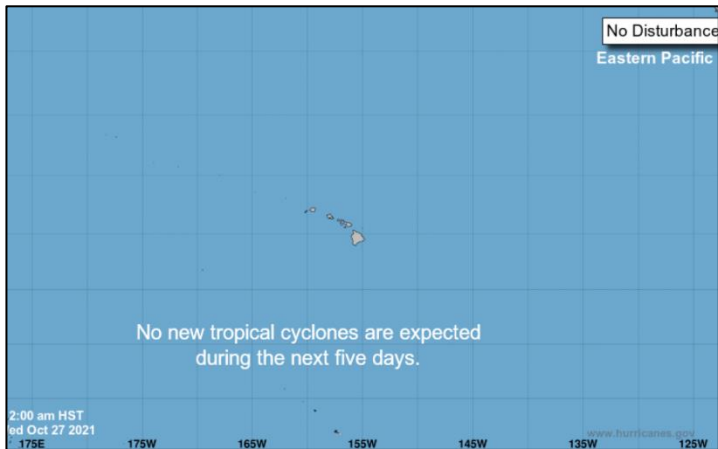 No Disturbance
Eastern Pacific
No new tropical cyclones are expected
during the next five days.
2:00 am HST
ed Oct 27 2021
www.hurricanes.gov
175E 175W 165W 155W 145W 135W 125W